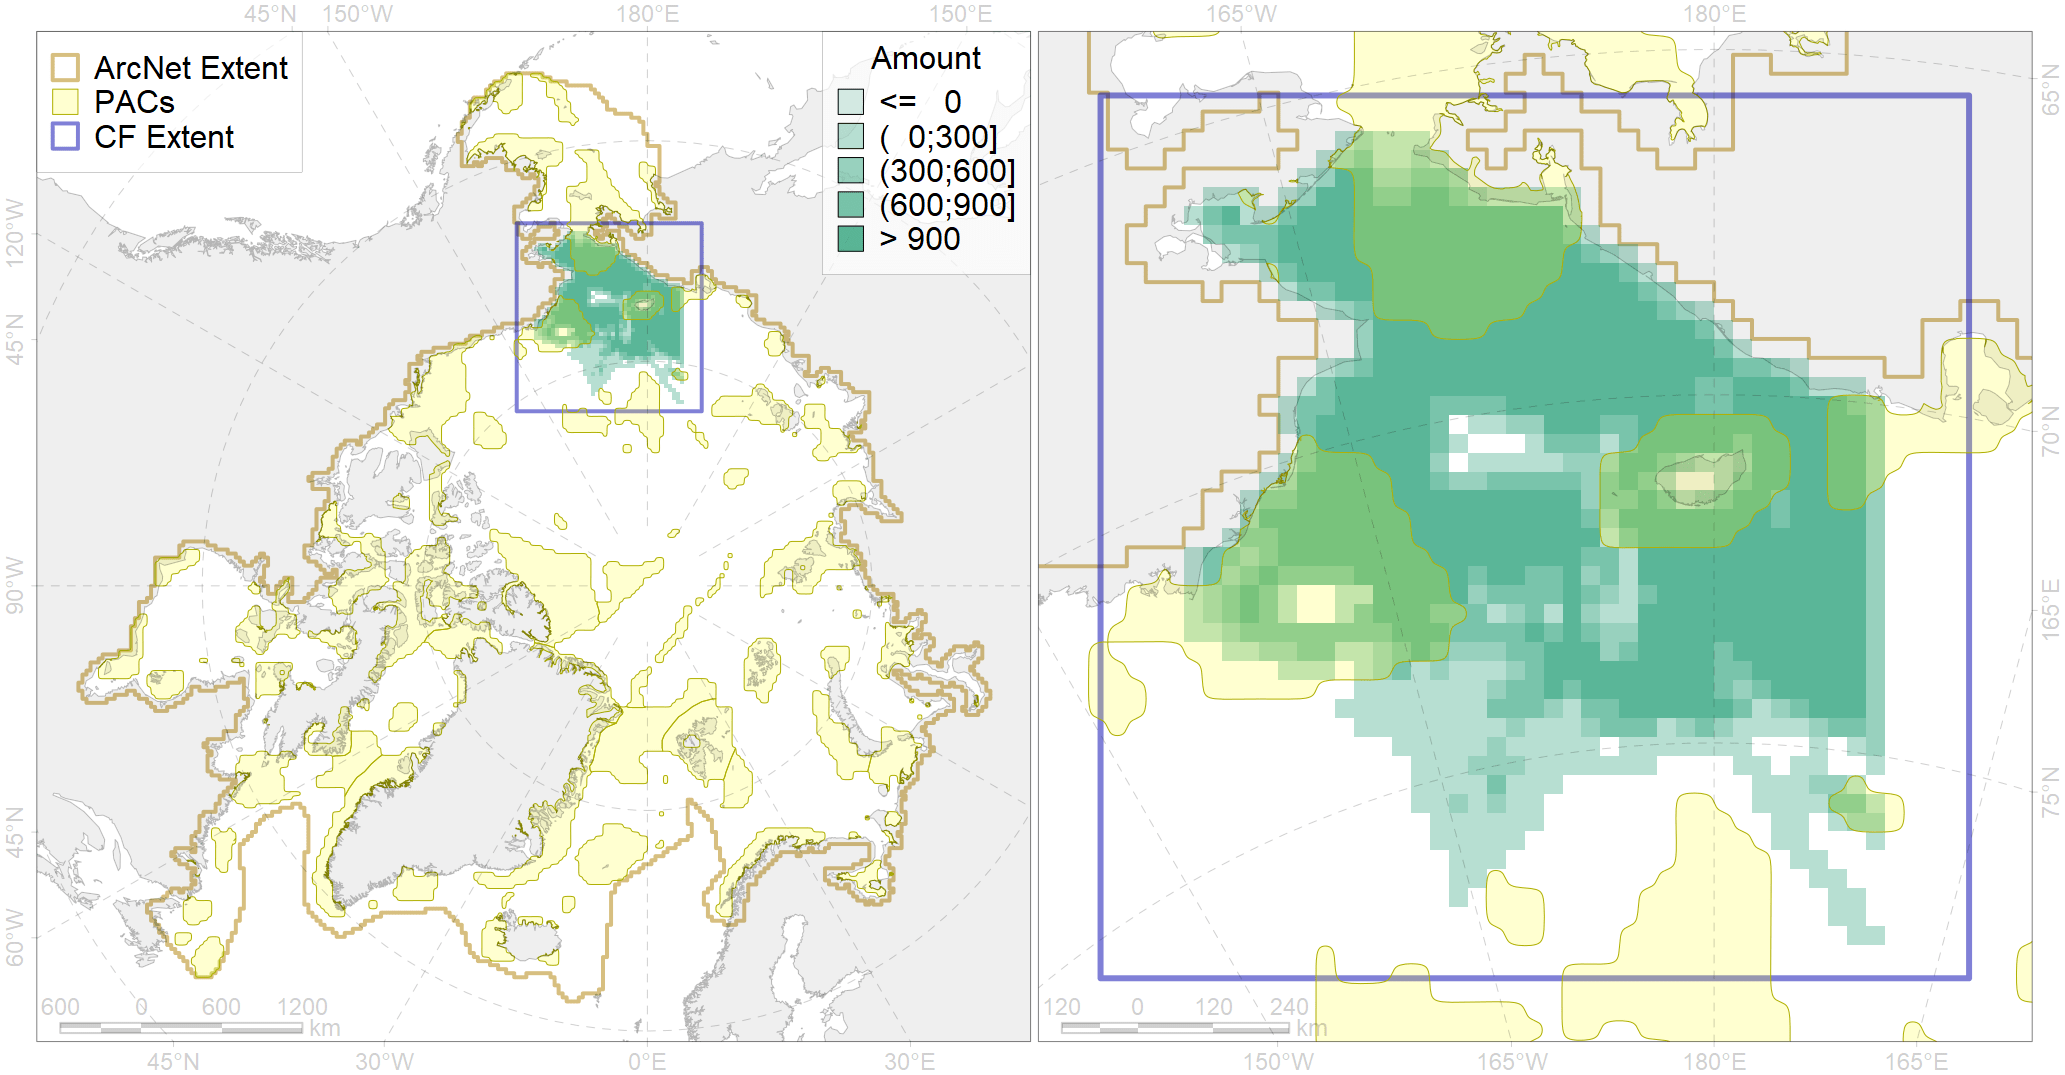 45°N 150°W 180°E 150°E
165°W 180°E
ArcNet Extent
PACs
CF Extent
Amount
<= 0
( 0;300]
(300;600]
(600;900]
> 900
120°W
45°N
90°W
45°N
60°W
65°N
70°N
165°E
75°N
600 0 600 1200
km
120 0 120 240
km
45°N 30°W 0°E 30°E
150°W 165°W 180°E 165°E